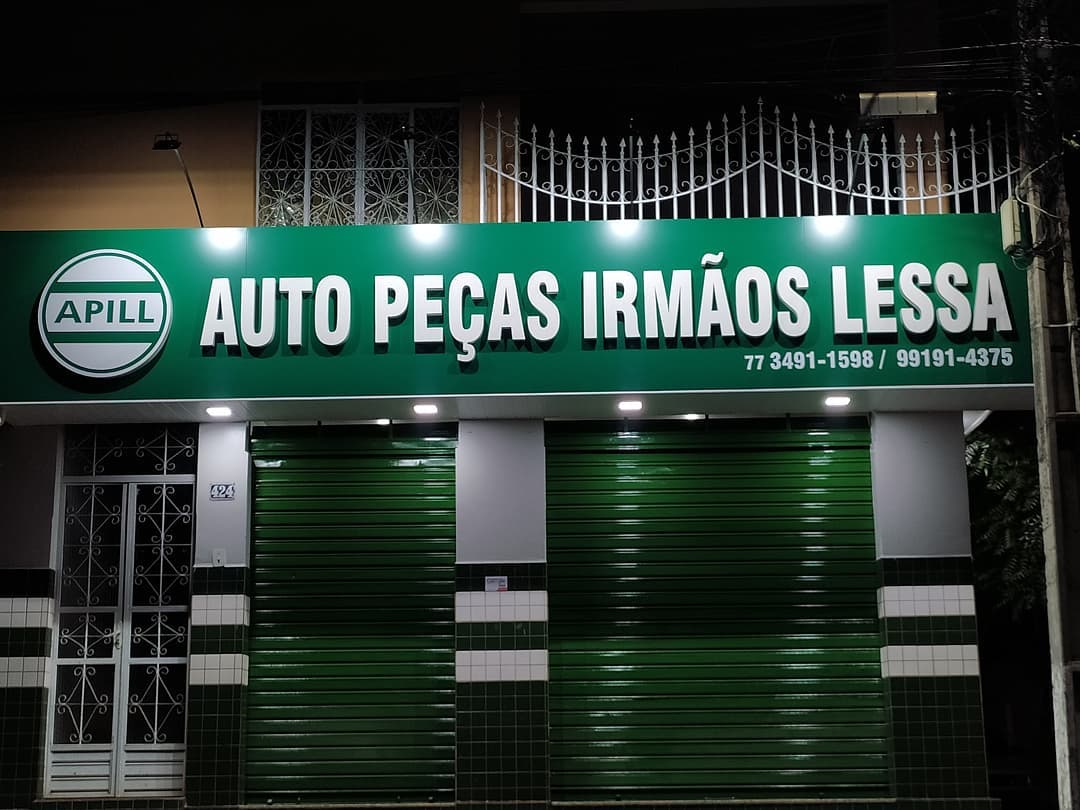 APILL
AUTO PEÇAS IRMÃOS LESSA
77 3491-1598 / 99191-4375
424